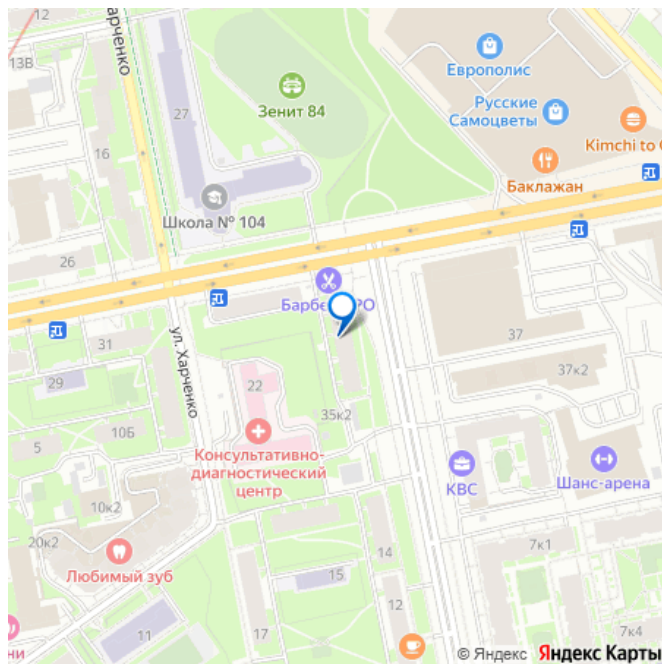 12
арченко
13В
16
27
Зенит 84
Европолис
Русские
Самоцветы
Kimchi to
Баклажан
Школа № 104
26
31
29
5
10Б
ул. Харченко
22
35к2
37
37к2
Консультативно-
диагностический
центр
КВС
Шанс-арена
10к2
20к2
Любимый зуб
14
7к1
15
12
11
17
7к4
ни
© Яндекс Яндекс Карты